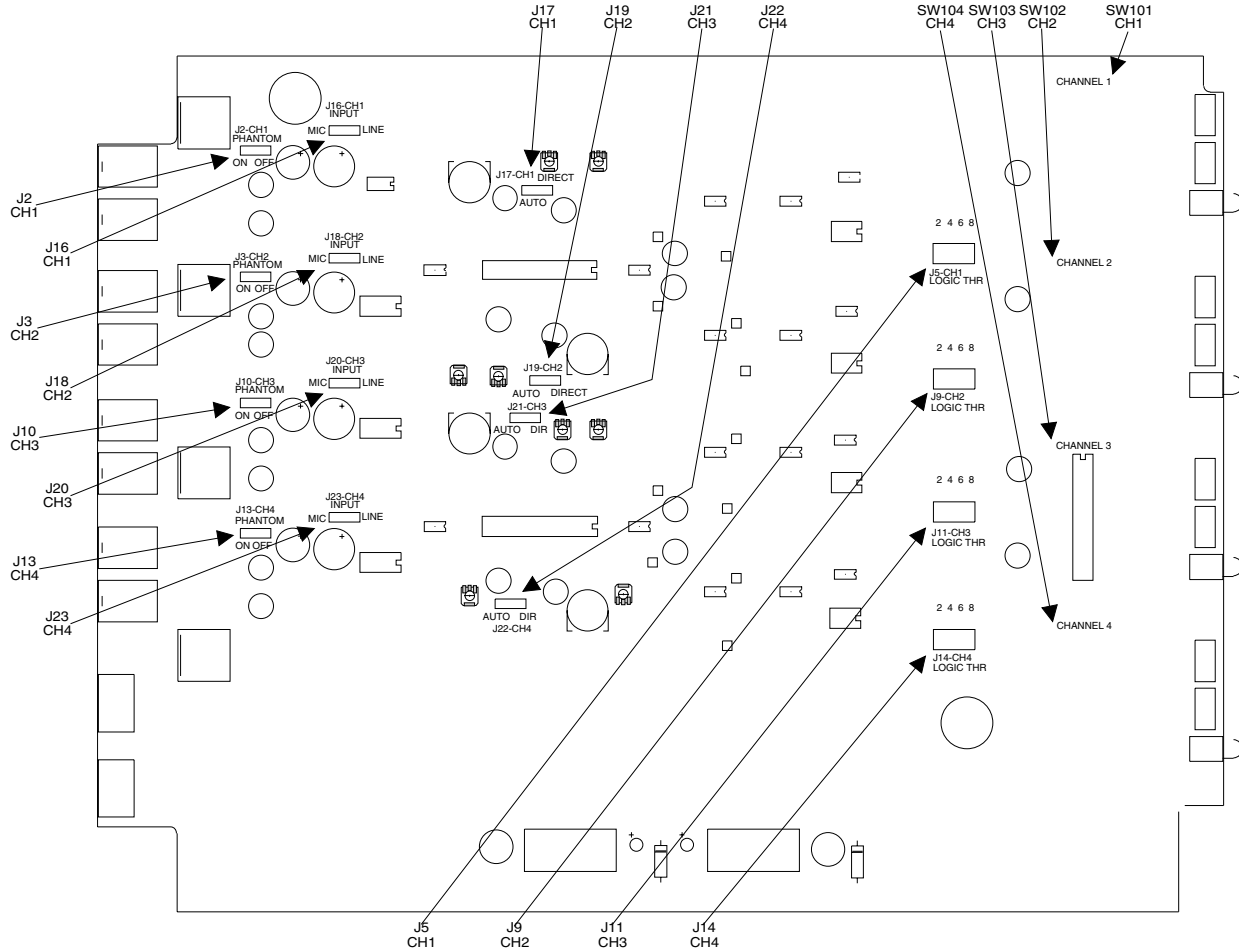 J17
CH1
J19
CH2
J21
CH3
J22
CH4
SW104
CH4
SW103
CH3
SW102
CH2
SW101
CH1
CHANNEL 1
J16-CH1
INPUT
MIC
LINE
J2-CH1
PHANTOM
ON OFF
J17-CH1
DIRECT
AUTO
J2
CH1
J16
CH1
2 4 6 8
J5-CH1
LOGIC THR
CHANNEL 2
J18-CH2
INPUT
MIC
LINE
J3-CH2
PHANTOM
ON OFF
J3
CH2
J18
CH2
J19-CH2
AUTO
DIRECT
2 4 6 8
J9-CH2
LOGIC THR
J20-CH3
INPUT
MIC
LINE
J10-CH3
PHANTOM
ON OFF
J21-CH3
AUTO
DIR
J10
CH3
J20
CH3
CHANNEL 3
2 4 6 8
J11-CH3
LOGIC THR
J23-CH4
INPUT
MIC
LINE
J13-CH4
PHANTOM
ON OFF
J13
CH4
J23
CH4
AUTO
DIR
J22-CH4
2 4 6 8
J14-CH4
LOGIC THR
CHANNEL 4
+
+
+
+
+
+
+
+
+
+
J5
CH1
J9
CH2
J11
CH3
J14
CH4